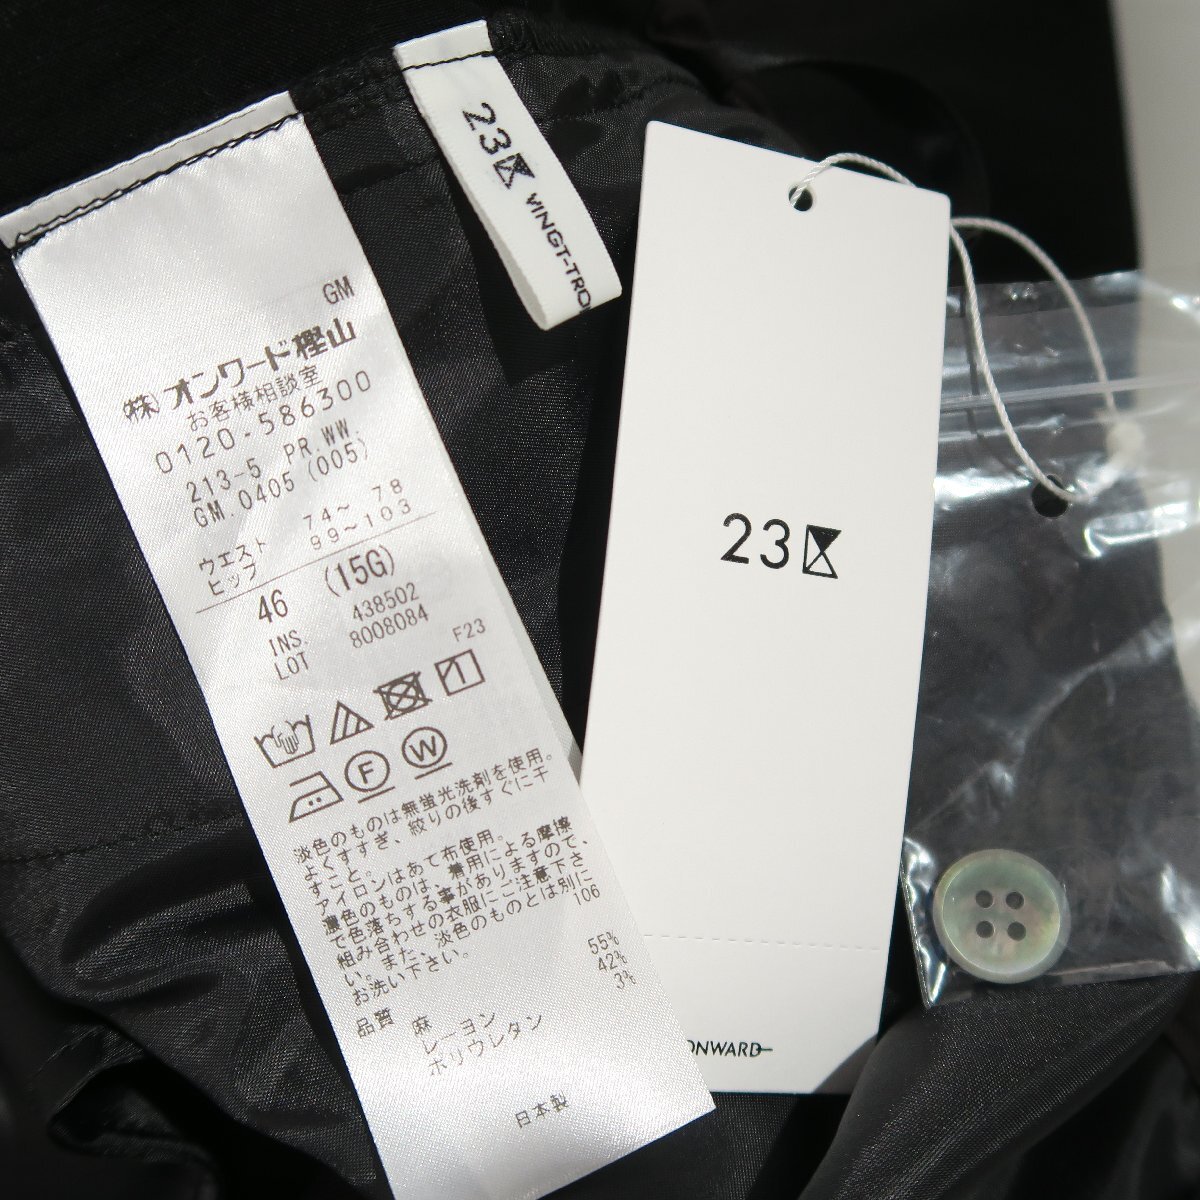 GM
㈱オンワード樫山
お客様相談室
0120-586300
213-5 PR.WW.
GM.0405 (005)
ウエスト 74～ 78
ヒップ 99～103
46 (15G)
INS. 438502
LOT 8008084
F23
1
F W
淡色のものは無蛍光洗剤を使用。
よくすすぎ、絞りの後すぐに干
すこと。
アイロンはあて布使用。
濃色のものは、着用による摩擦
で色落ちする事がありますので、
組み合わせの衣服にご注意下さ
い。また、淡色のものとは別に
お洗い下さい。 106
品質 麻 55%
レーヨン 42%
ポリウレタン 3%
日本製
23区
VINGT-TRO
23区
ONWARD